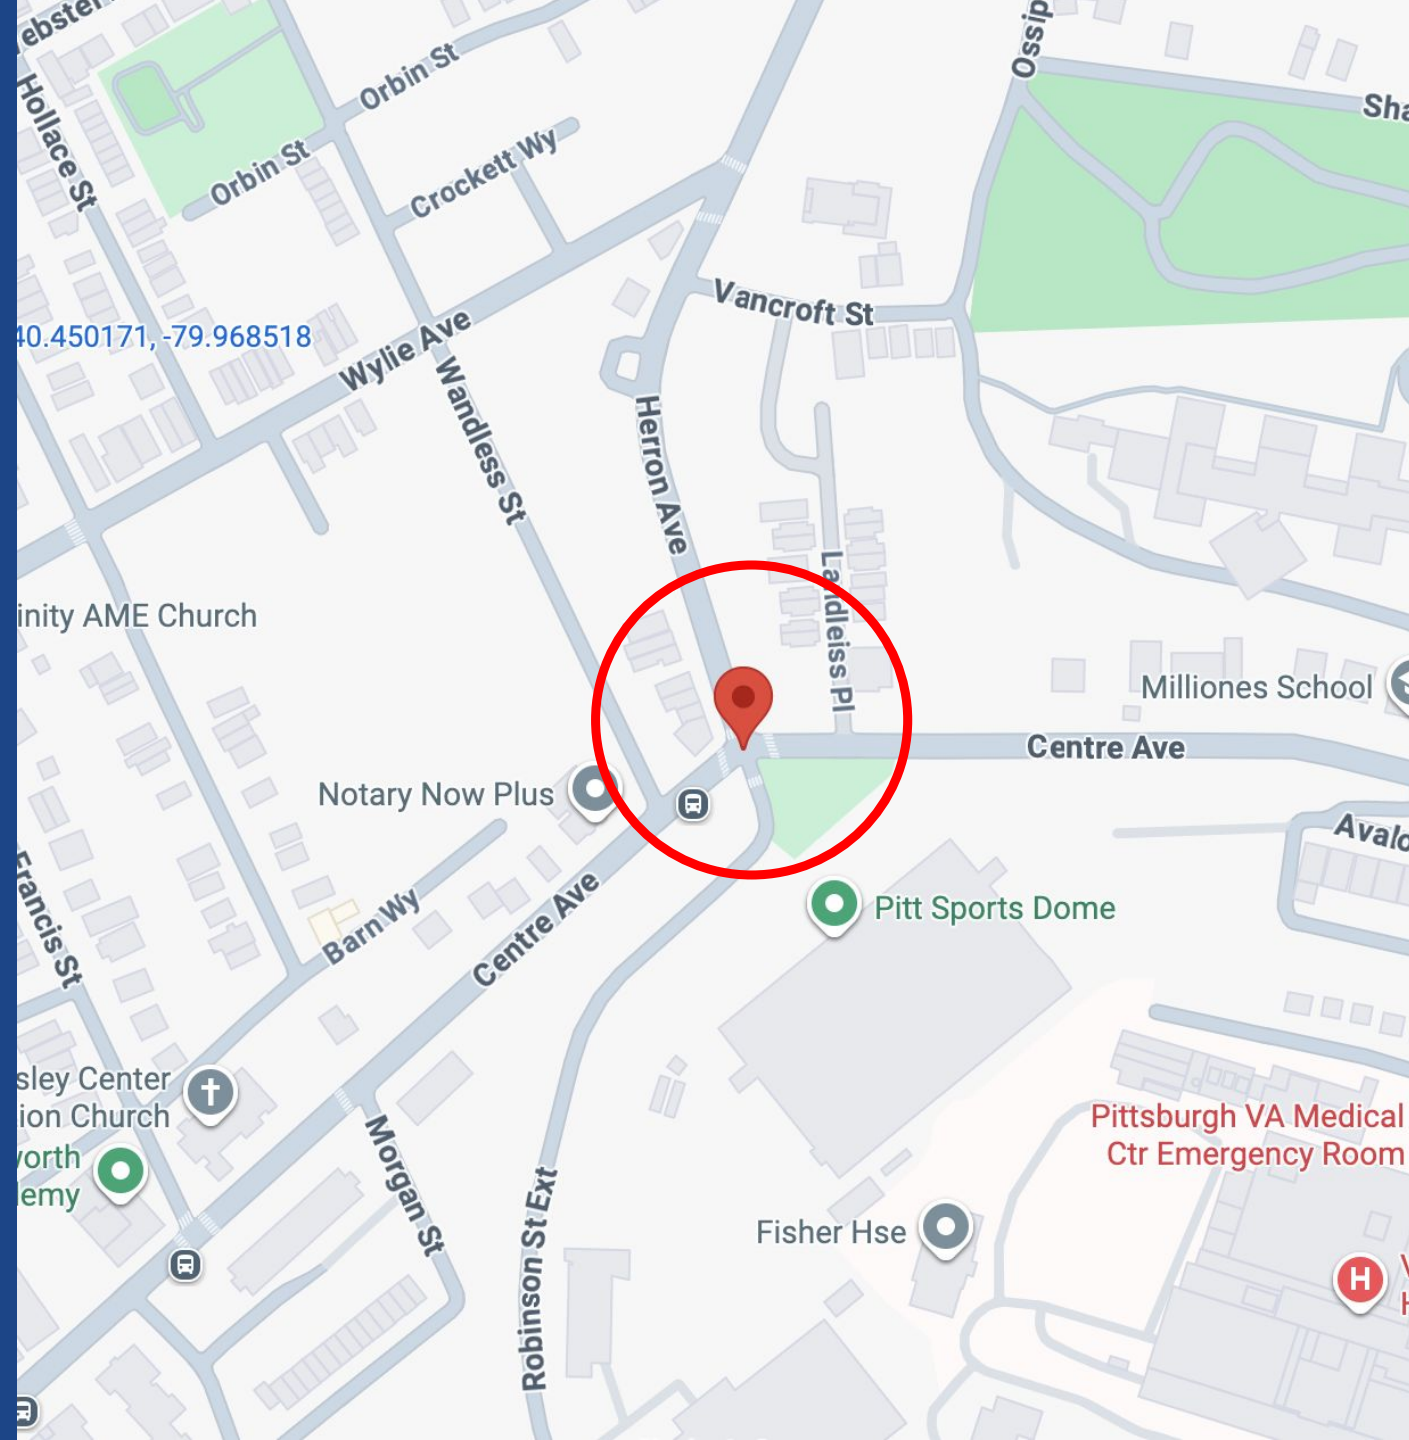 ebster
Ossip
Orbin St
Sha
Hollace St
Crockett Wy
Orbin St
Vancroft St
40.450171, -79.968518
Wylie Ave
Wandless St
Herron Ave
Landleiss Pl
inity AME Church
Milliones School
Centre Ave
Notary Now Plus
Avalo
Francis St
Barn Wy
Centre Ave
Pitt Sports Dome
sley Center
ion Church
worth
emy
Morgan St
Pittsburgh VA Medical
Ctr Emergency Room
Robinson St Ext
Fisher Hse
H